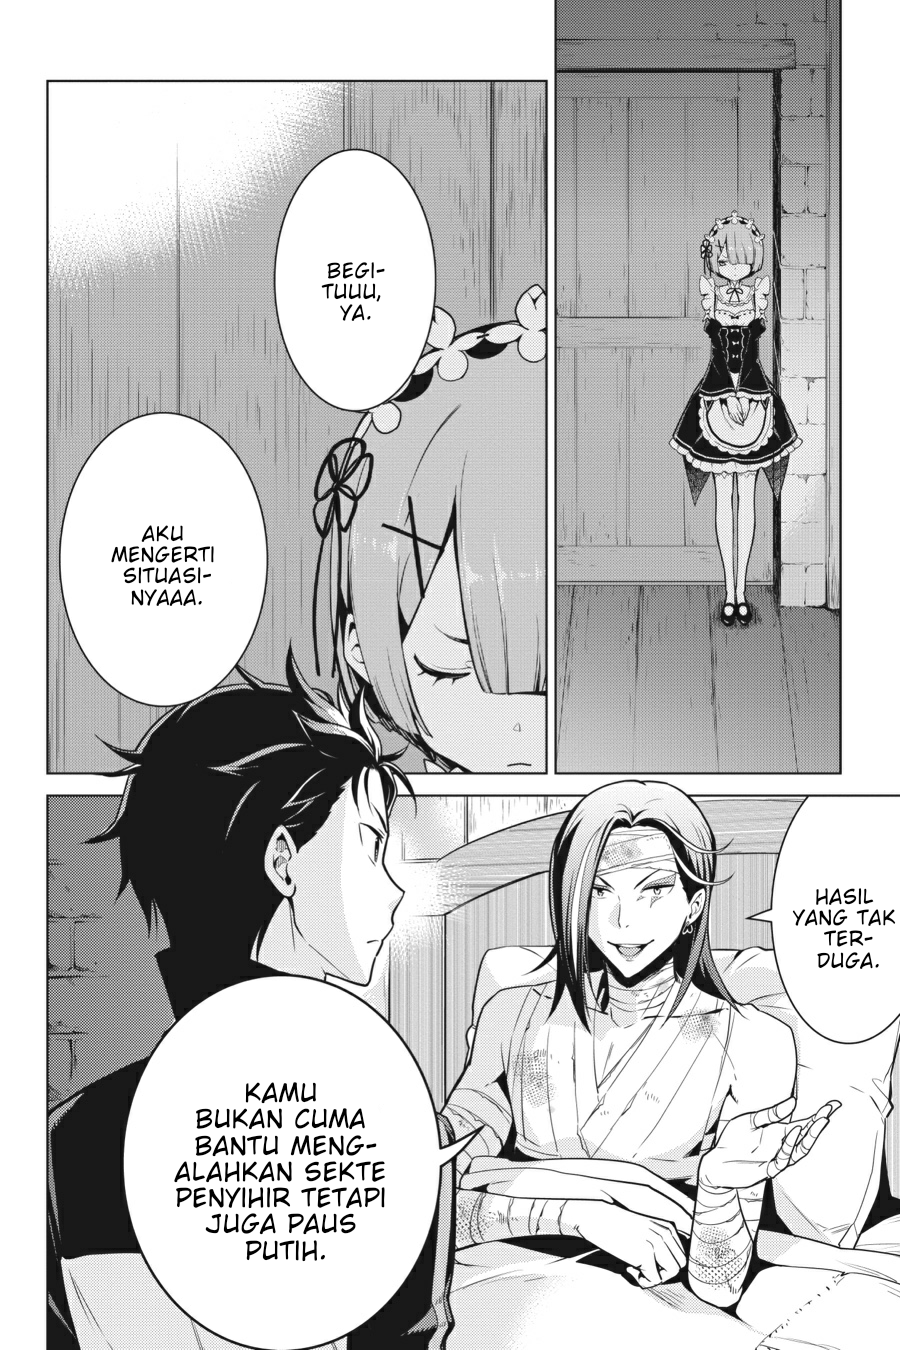 BEGI-
TUUU,
YA.
AKU
MENGERTI
SITUASI-
NYAAA.
HASIL
YANG TAK
TER-
DUGA.
KAMU
BUKAN CUMA
BANTU MENG-
ALAHKAN SEKTE
PENYIHIR TETAPI
JUGA PAUS
PUTIH.